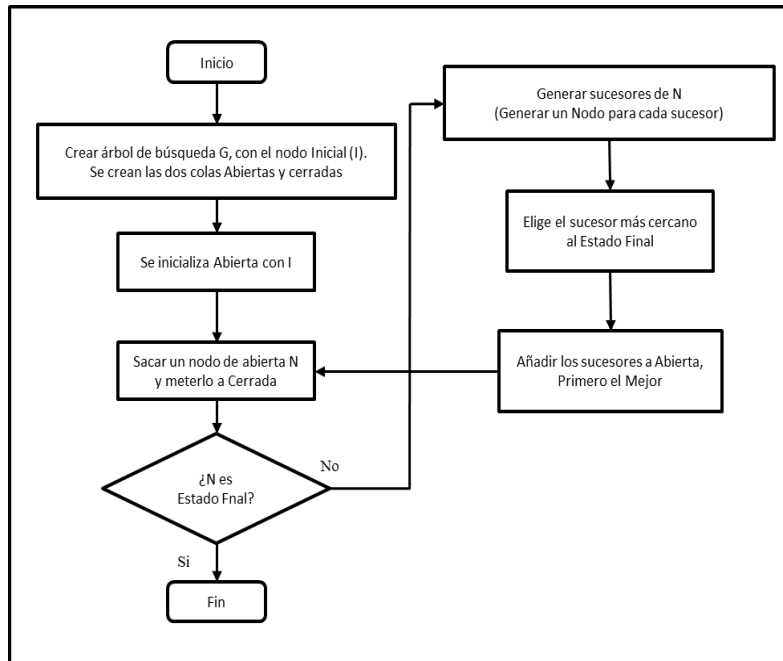 Inicio
Crear árbol de búsqueda G, con el nodo Inicial (I).
Se crean las dos colas Abiertas y cerradas
Se inicializa Abierta con I
Sacar un nodo de abierta N
y meterlo a Cerrada
¿N es
Estado Fnal?
No
Si
Fin
Generar sucesores de N
(Generar un Nodo para cada sucesor)
Elige el sucesor más cercano
al Estado Final
Añadir los sucesores a Abierta,
Primero el Mejor